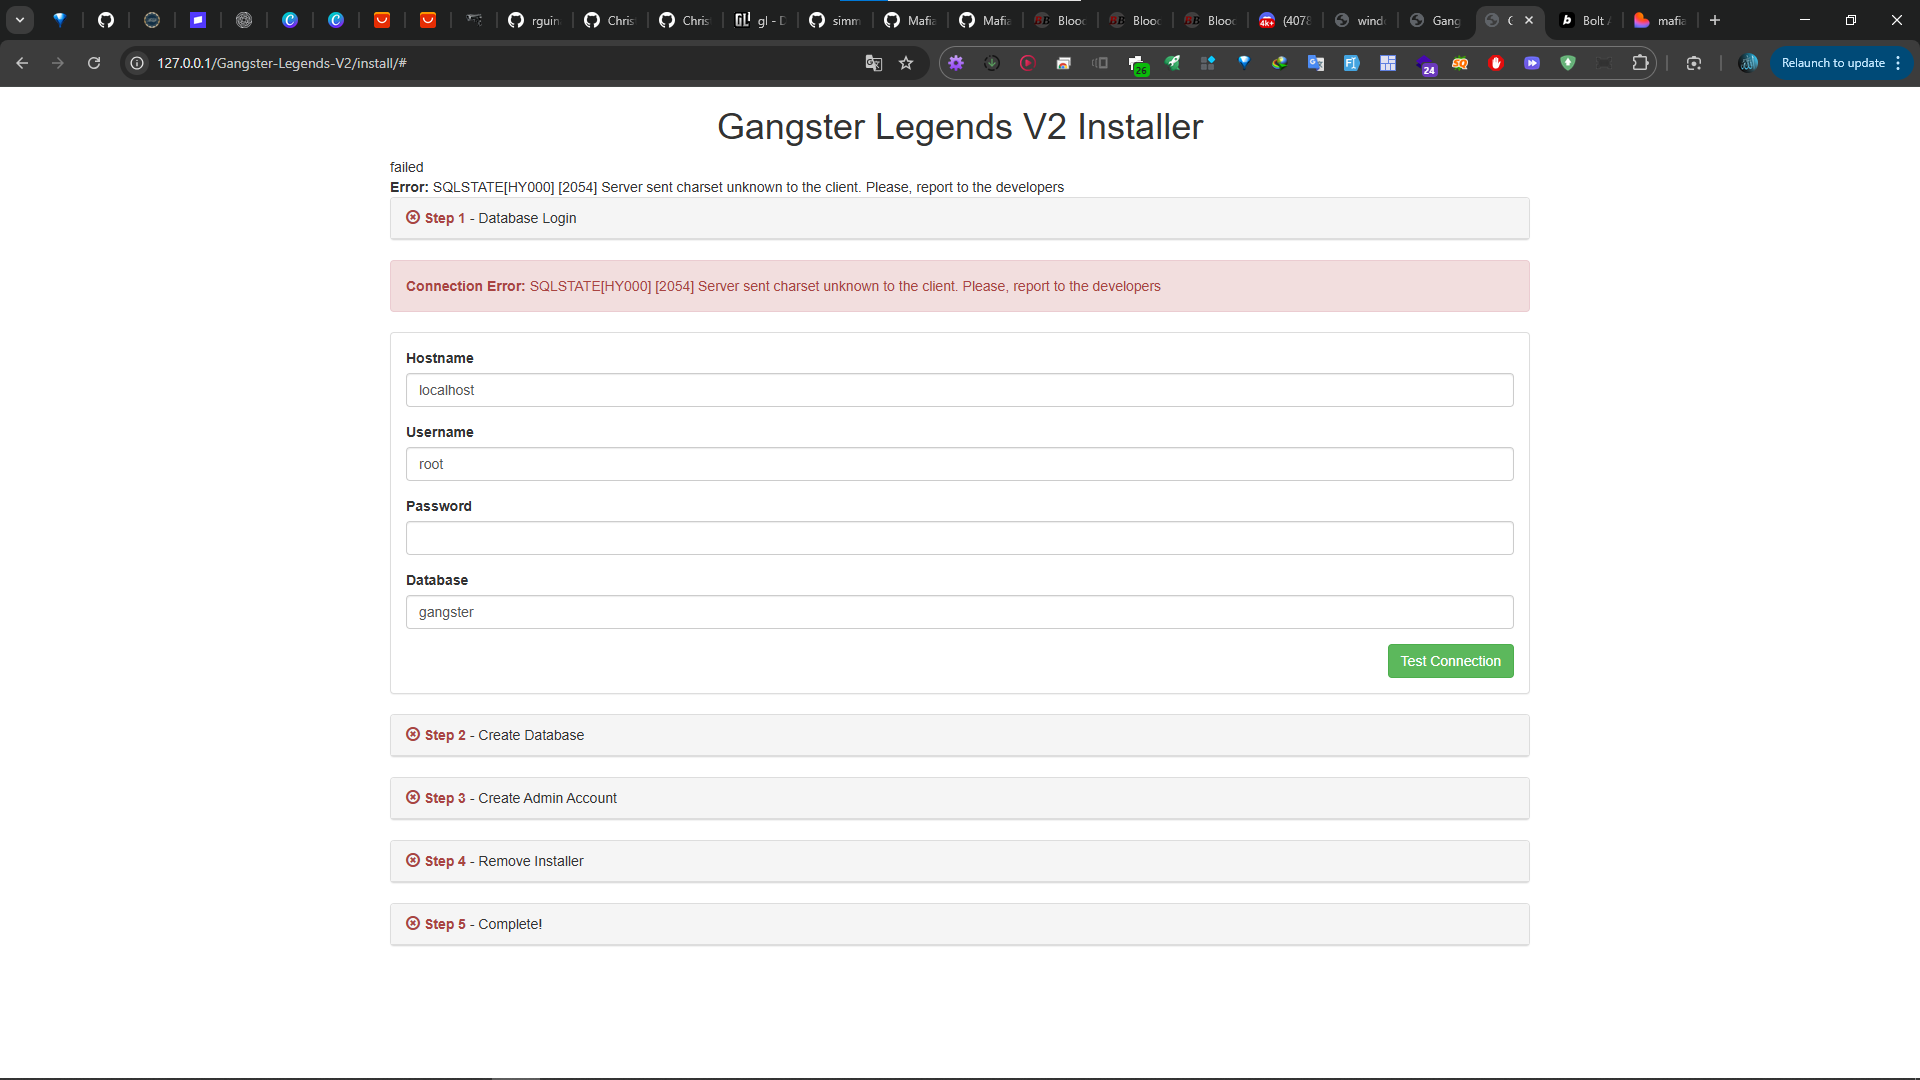 rguin
Chris
Chris
gl - D
simm
Mafia
Mafia
Blooc
Blooc
Blooc
(4078
wind
Gang
Bolt
mafia
127.0.0.1/Gangster-Legends-V2/install/#
26
24
Relaunch to update
Gangster Legends V2 Installer
failed
Error: SQLSTATE[HY000] [2054] Server sent charset unknown to the client. Please, report to the developers
Step 1 - Database Login
Connection Error: SQLSTATE[HY000] [2054] Server sent charset unknown to the client. Please, report to the developers
Hostname
localhost
Username
root
Password
Database
gangster
Test Connection
Step 2 - Create Database
Step 3 - Create Admin Account
Step 4 - Remove Installer
Step 5 - Complete!